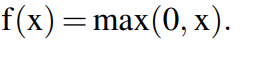 f(x) = max(0, x).